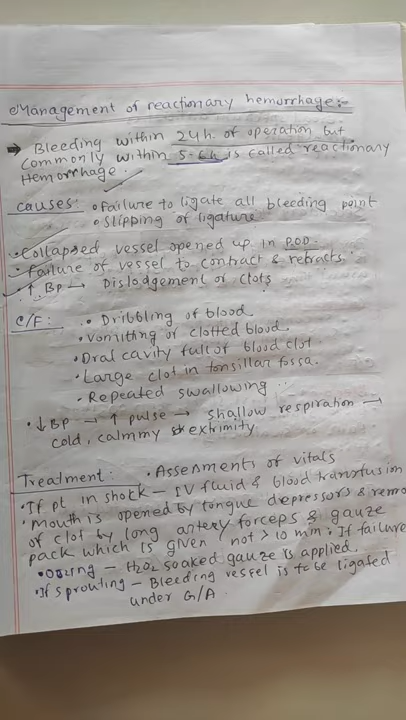 Management of reactionary hemorrhage:-
→ Bleeding within 24h. of operation but
commonly within 5-6h is called reactionary
Hemorrhage.
causes: • Failure to ligate all bleeding point
• Slipping of ligature
• Collapsed vessel opened up in P.O.D.
• Failure of vessel to contract & retracts.
• ↑ BP → Dislodgement of Clots
C/F: • Dribbling of blood.
• Vomitting of clotted blood.
• Oral cavity full of blood clot
• Large clot in tonsillar fossa.
• Repeated swallowing
• ↓ BP → ↑ pulse → shallow respiration →
cold, calmmy extrimity.
Treatment: • Assenments of vitals
• If pt in shock - IV fluid & blood transfusion
• Mouth is opened by tongue depressors & remo
of clot by long artery forceps & gauze
pack which is given not > 10 min. If failure
• Oozing - H2O2 soaked gauze is applied.
• If sprouting - Bleeding vessel is to be ligated
under G/A.